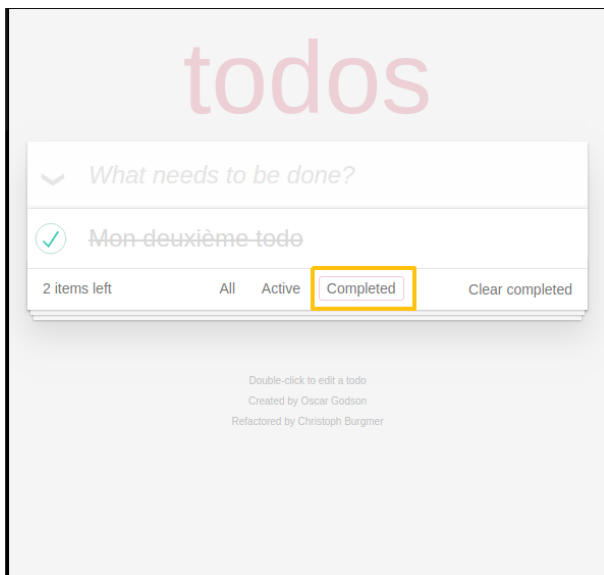 todos
What needs to be done?
Mon deuxième todo
2 items left All Active Completed Clear completed
Double-click to edit a todo
Created by Oscar Godson
Refactored by Christoph Burgmer